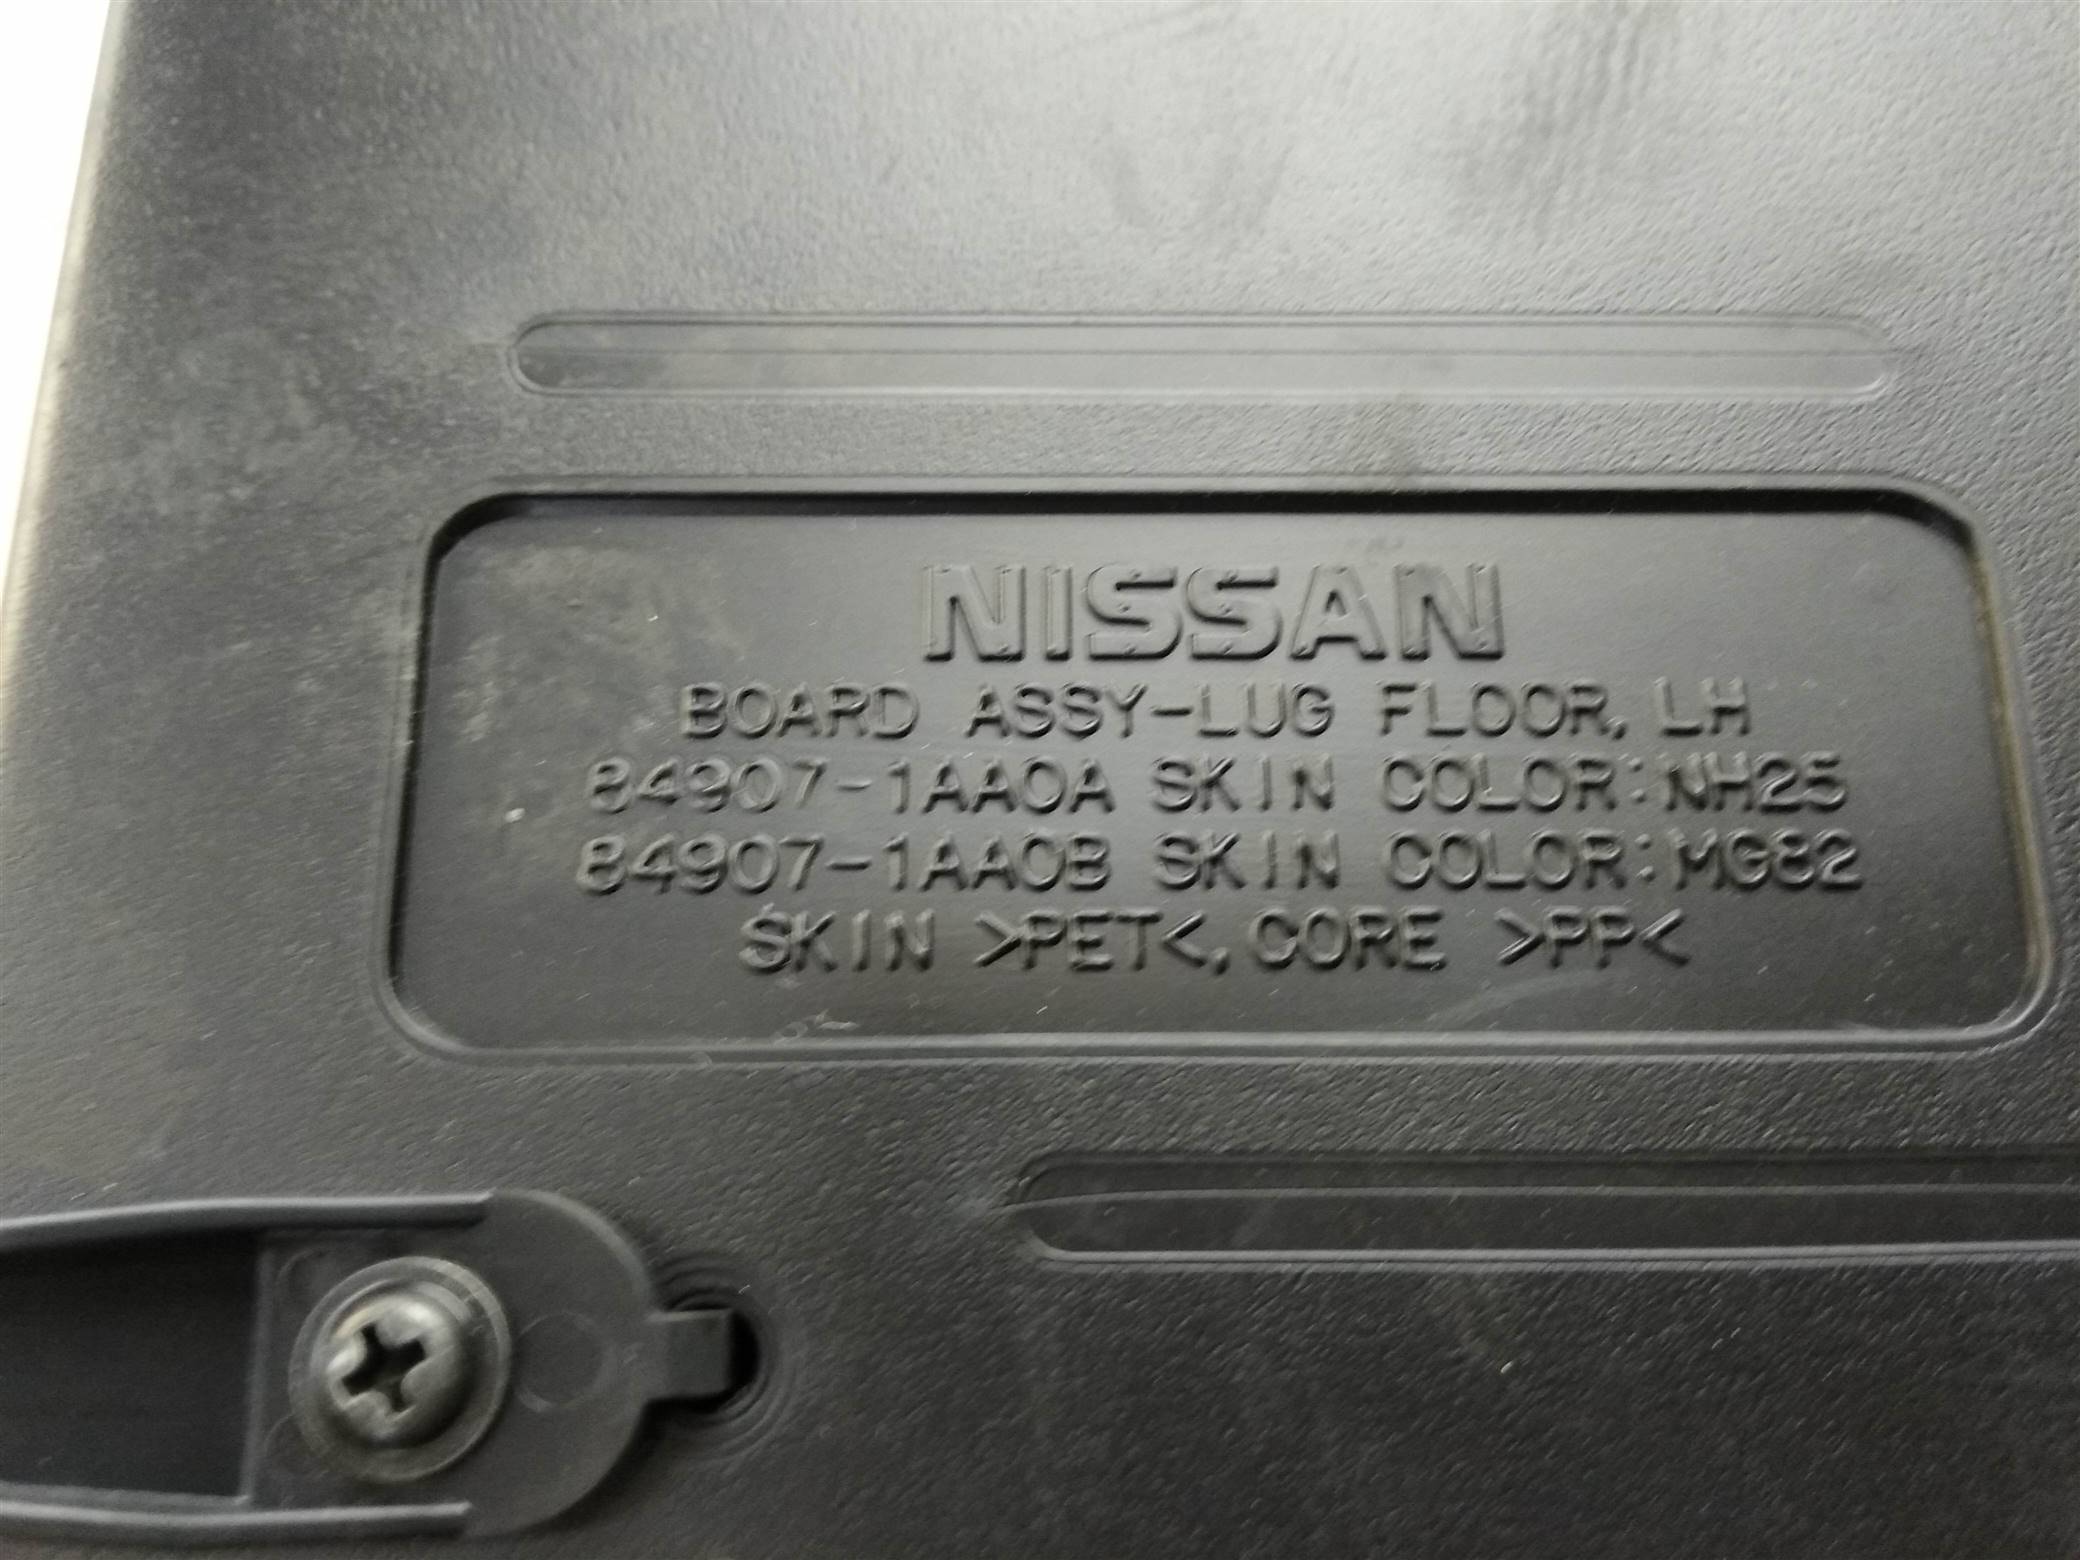 NISSAN
BOARD ASSY-LUG FLOOR, LH
84907-1AA0A SKIN COLOR:NH25
84907-1AA0B SKIN COLOR:MG82
SKIN >PET<, CORE >PP<